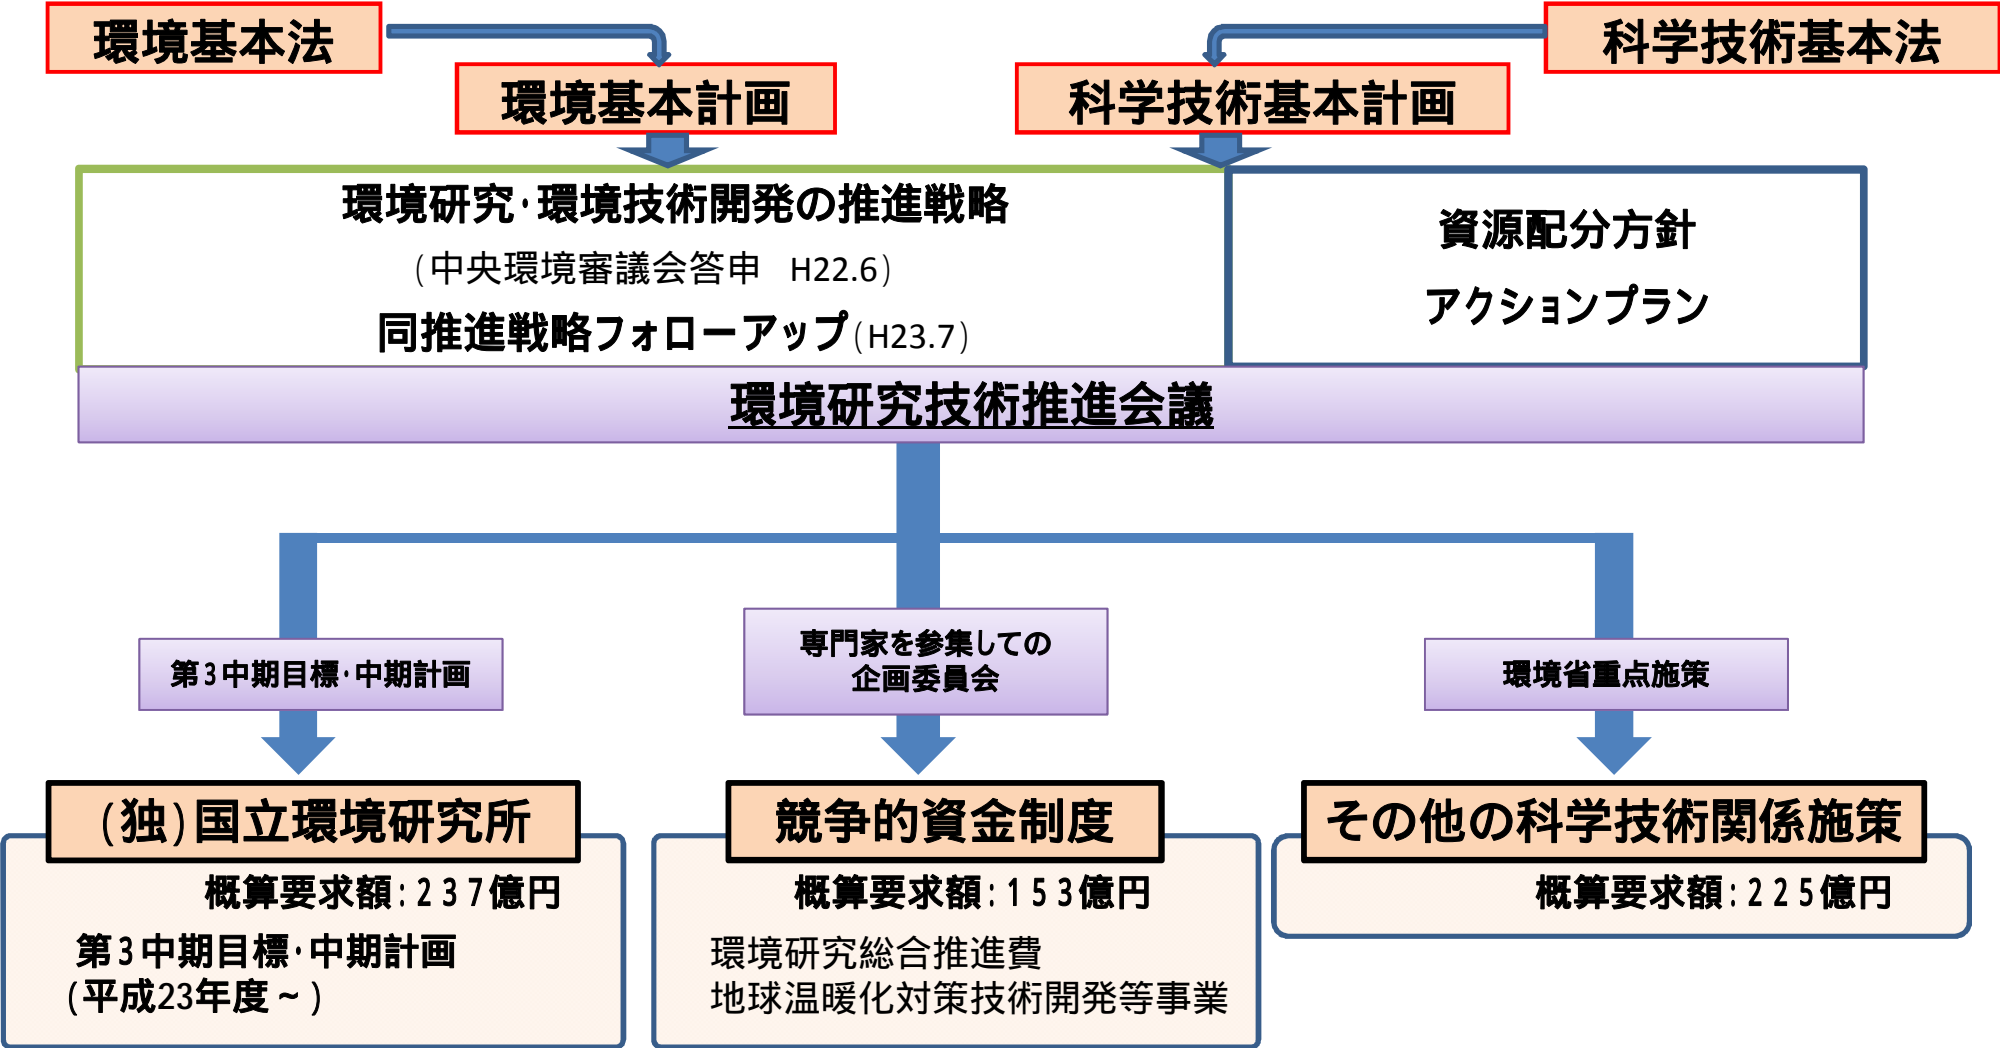 環境基本法
科学技術基本法
環境基本計画
科学技術基本計画
環境研究・環境技術開発の推進戦略
（中央環境審議会答申　H22.6）
同推進戦略フォローアップ（H23.7）
資源配分方針
アクションプラン
環境研究技術推進会議
第3中期目標・中期計画
専門家を参集しての
企画委員会
環境省重点施策
（独）国立環境研究所
概算要求額：237億円
第3中期目標・中期計画
（平成23年度～）
競争的資金制度
概算要求額：153億円
環境研究総合推進費
地球温暖化対策技術開発等事業
その他の科学技術関係施策
概算要求額：225億円